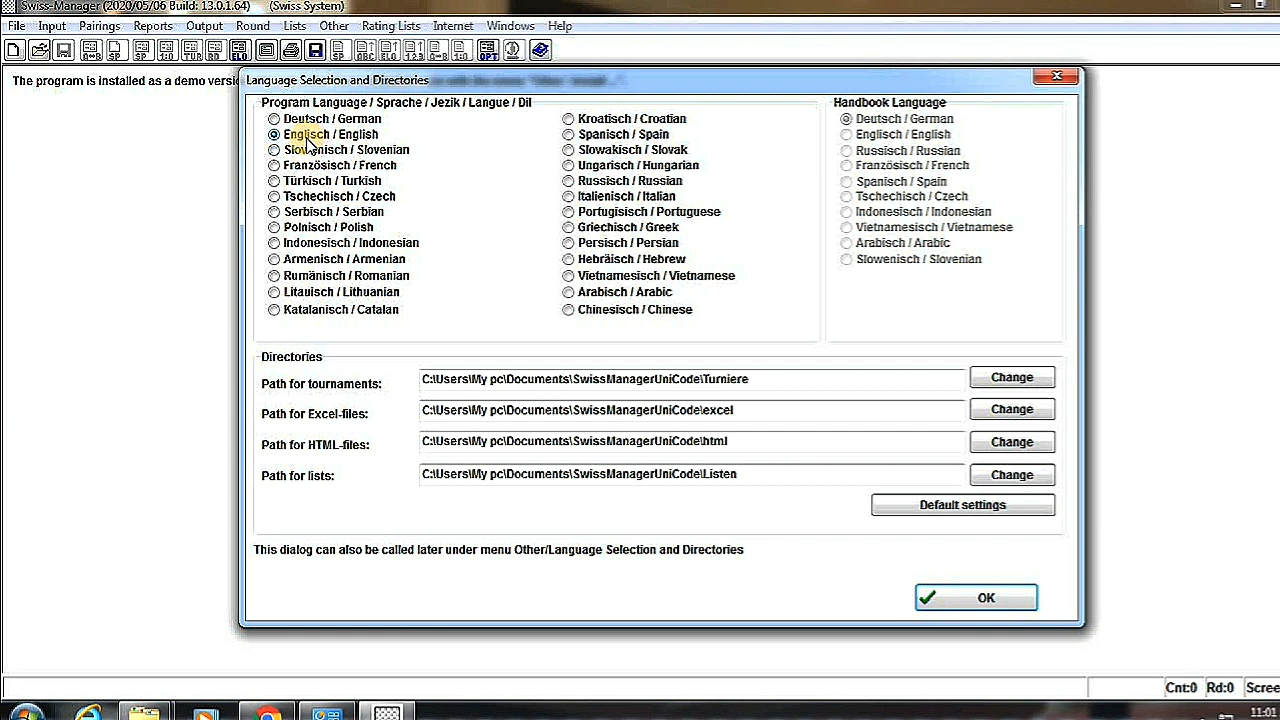 Swiss-Manager (2020/05/06 Build: 13.0.1.64) (Swiss System)
File Input Pairings Reports Output Round Lists Other Rating Lists Internet Windows Help
The program is installed as a demo versi
Language Selection and Directories
Program Language / Sprache / Jezik / Langue / Dil
Deutsch / German
Englisch / English
Slowenisch / Slovenian
Französisch / French
Türkisch / Turkish
Tschechisch / Czech
Serbisch / Serbian
Polnisch / Polish
Indonesisch / Indonesian
Armenisch / Armenian
Rumänisch / Romanian
Litauisch / Lithuanian
Katalanisch / Catalan
Kroatisch / Croatian
Spanisch / Spain
Slowakisch / Slovak
Ungarisch / Hungarian
Russisch / Russian
Italienisch / Italian
Portugisisch / Portuguese
Griechisch / Greek
Persisch / Persian
Hebräisch / Hebrew
Vietnamesisch / Vietnamese
Arabisch / Arabic
Chinesisch / Chinese
Handbook Language
Deutsch / German
Englisch / English
Russisch / Russian
Französisch / French
Spanisch / Spain
Tschechisch / Czech
Indonesisch / Indonesian
Vietnamesisch / Vietnamese
Arabisch / Arabic
Slowenisch / Slovenian
Directories
Path for tournaments: C:\Users\My pc\Documents\SwissManagerUniCode\Turniere Change
Path for Excel-files: C:\Users\My pc\Documents\SwissManagerUniCode\excel Change
Path for HTML-files: C:\Users\My pc\Documents\SwissManagerUniCode\html Change
Path for lists: C:\Users\My pc\Documents\SwissManagerUniCode\Listen Change
Default settings
This dialog can also be called later under menu Other/Language Selection and Directories
OK
Cnt:0 Rd:0 Scree
11:01